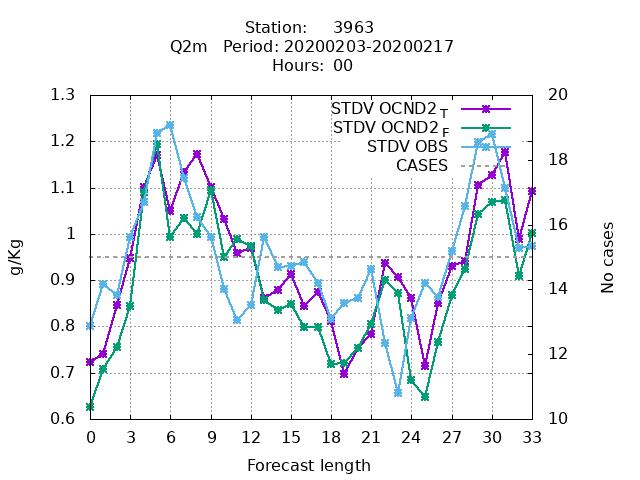 Station: 3963
Q2m Period: 20200203-20200217
Hours: 00
1.3
1.2
1.1
1
0.9
0.8
0.7
0.6
g/Kg
20
18
16
14
12
10
No cases
STDV OCND2 T
STDV OCND2 F
STDV OBS
CASES
0 3 6 9 12 15 18 21 24 27 30 33
Forecast length